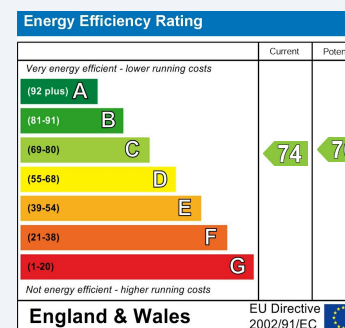 Energy Efficiency Rating
Current
Very energy efficient - lower running costs
(92 plus) A
(81-91) B
(69-80) C
74
(55-68) D
(39-54) E
(21-38) F
(1-20) G
Not energy efficient - higher running costs
England & Wales
EU Directive
2002/91/EC